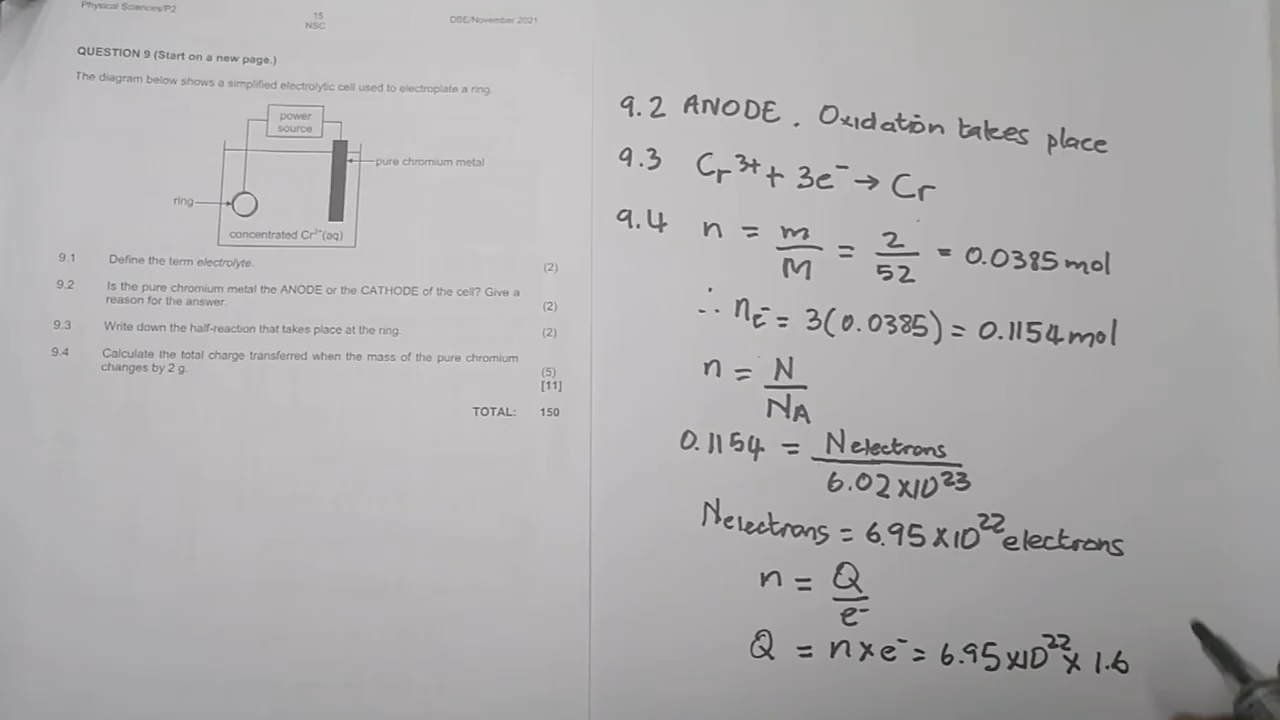 Physical Sciences/P2
15
NSC
DBE/November 2021
QUESTION 9 (Start on a new page.)
The diagram below shows a simplified electrolytic cell used to electroplate a ring.
power
source
pure chromium metal
ring
concentrated Cr³⁺(aq)
9.1 Define the term electrolyte. (2)
9.2 Is the pure chromium metal the ANODE or the CATHODE of the cell? Give a
reason for the answer. (2)
9.3 Write down the half-reaction that takes place at the ring. (2)
9.4 Calculate the total charge transferred when the mass of the pure chromium
changes by 2 g. (5)
[11]
TOTAL: 150
9.2 ANODE. Oxidation takes place
9.3 Cr³⁺ + 3e⁻ → Cr
9.4 n = m/M = 2/52 = 0.0385 mol
∴ nₑ⁻ = 3(0.0385) = 0.1154 mol
n = N/NA
0.1154 = Nelectrons/6.02×10²³
Nelectrons = 6.95×10²² electrons
n = Q/e⁻
Q = n×e⁻ = 6.95×10²² × 1.6